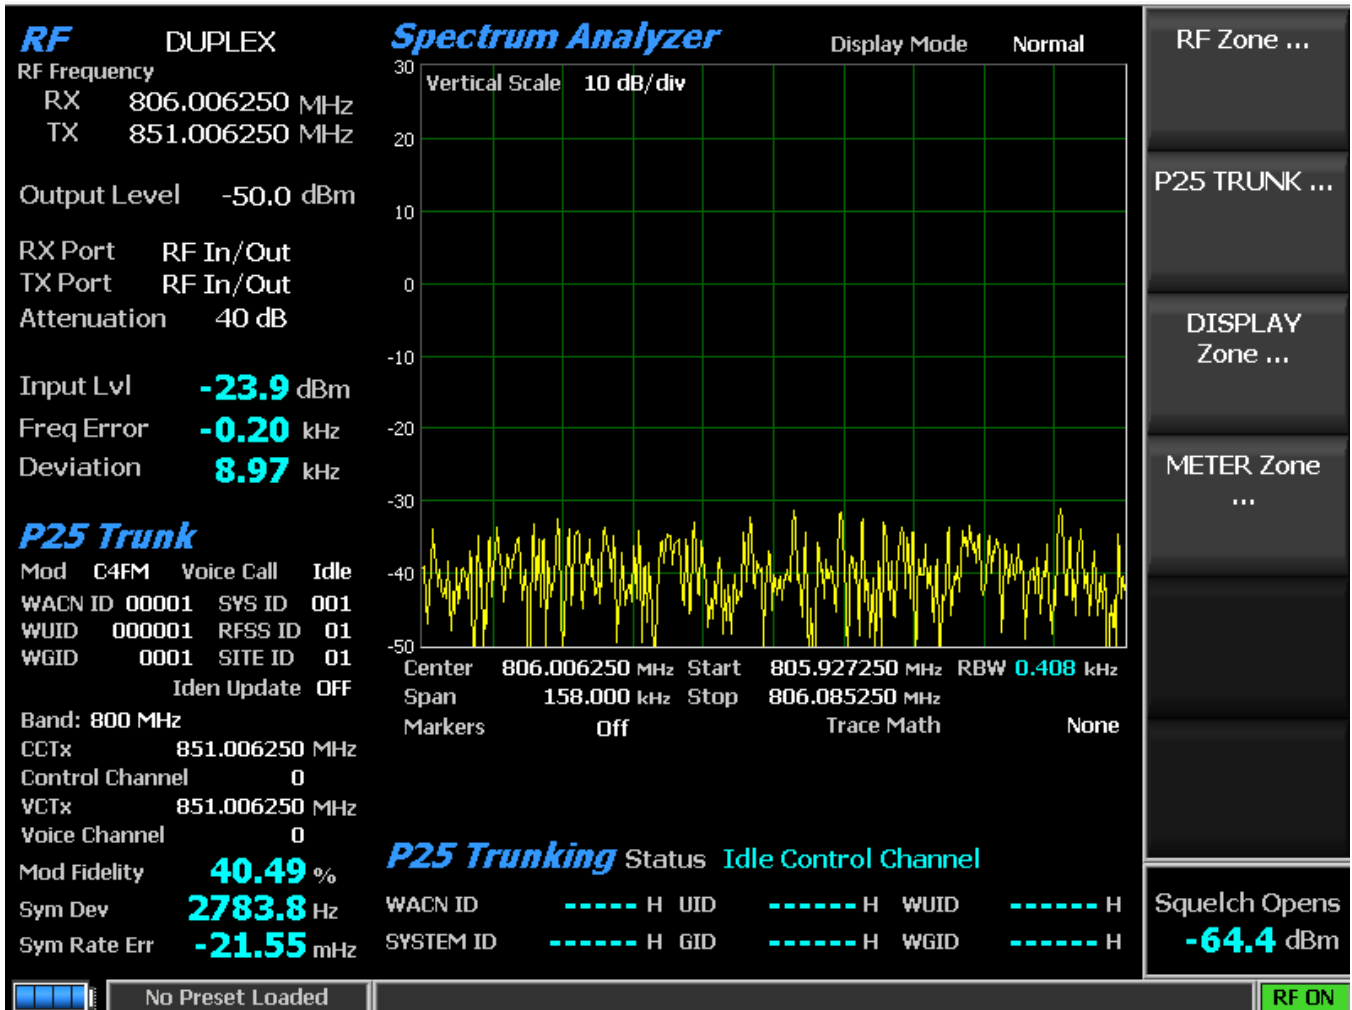 RF DUPLEX
RF Frequency
RX 806.006250 MHz
TX 851.006250 MHz
Output Level -50.0 dBm
RX Port RF In/Out
TX Port RF In/Out
Attenuation 40 dB
Input Lvl -23.9 dBm
Freq Error -0.20 kHz
Deviation 8.97 kHz
P25 Trunk
Mod C4FM Voice Call Idle
WACN ID 00001 SYS ID 001
WUID 000001 RFSS ID 01
WGID 0001 SITE ID 01
Iden Update OFF
Band: 800 MHz
CCTx 851.006250 MHz
Control Channel 0
VCTx 851.006250 MHz
Voice Channel 0
Mod Fidelity 40.49 %
Sym Dev 2783.8 Hz
Sym Rate Err -21.55 mHz
Spectrum Analyzer Display Mode Normal
Vertical Scale 10 dB/div
30
20
10
0
-10
-20
-30
-40
-50
Center 806.006250 MHz Start 805.927250 MHz RBW 0.408 kHz
Span 158.000 kHz Stop 806.085250 MHz
Markers Off Trace Math None
P25 Trunking Status Idle Control Channel
WACN ID ----- H UID ------ H WUID ------ H
SYSTEM ID ------ H GID ------ H WGID ------ H
RF Zone ...
P25 TRUNK ...
DISPLAY
Zone ...
METER Zone
...
Squelch Opens
-64.4 dBm
No Preset Loaded
RF ON